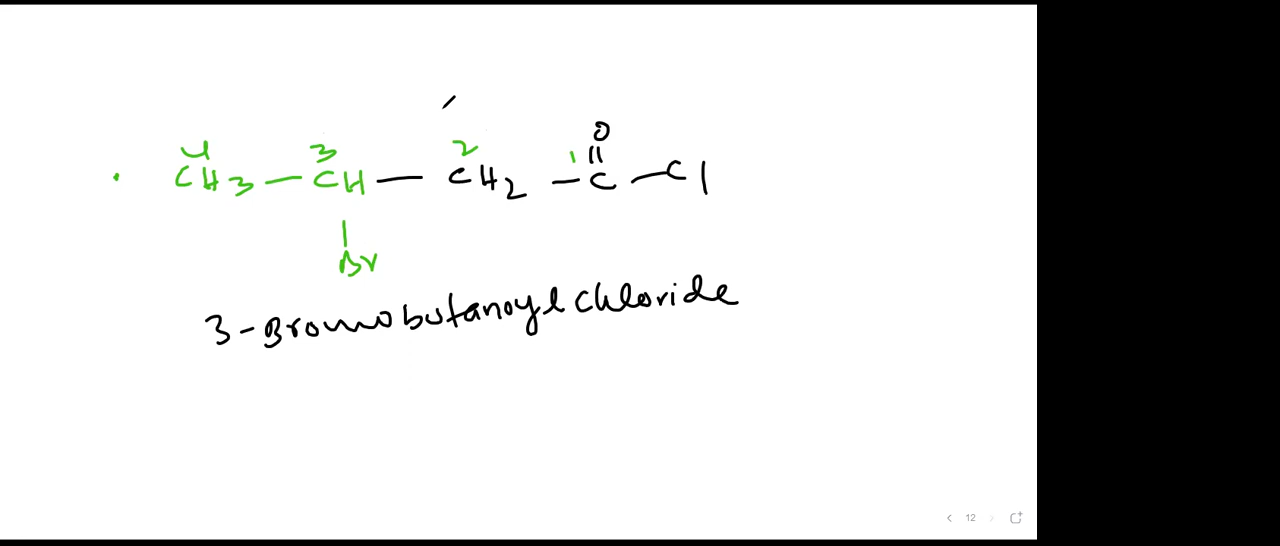 O
4 3 2 1 ||
CH3 — CH — CH2 — C — Cl
|
Br
3-Bromobutanoyl chloride
12